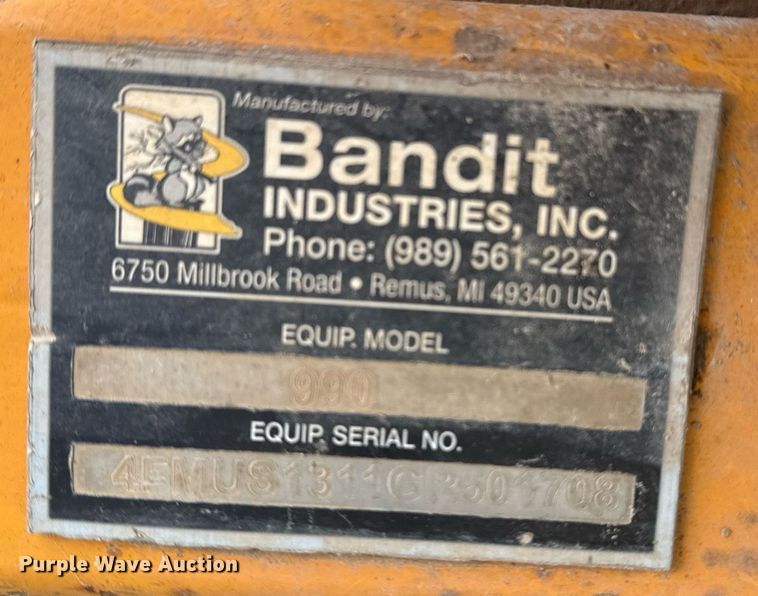 Manufactured by:
Bandit
INDUSTRIES, INC.
Phone: (989) 561-2270
6750 Millbrook Road • Remus, MI 49340 USA
EQUIP. MODEL
990
EQUIP. SERIAL NO.
Purple Wave Auction